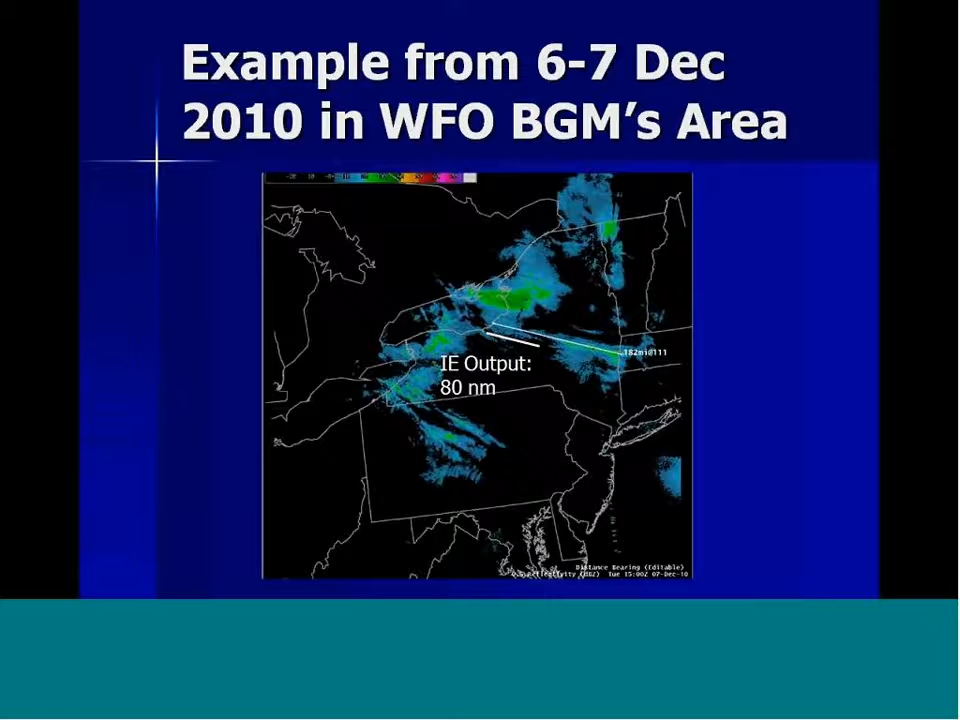 Example from 6-7 Dec
2010 in WFO BGM's Area
182mi@111
IE Output:
80 nm
Distance Bearing (Editable)
Tue 15:00Z 07-Dec-10